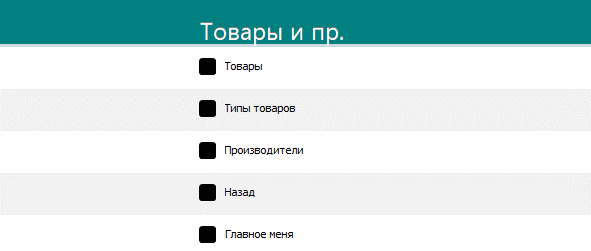 Товары и пр.
Товары
Типы товаров
Производители
Назад
Главное меня